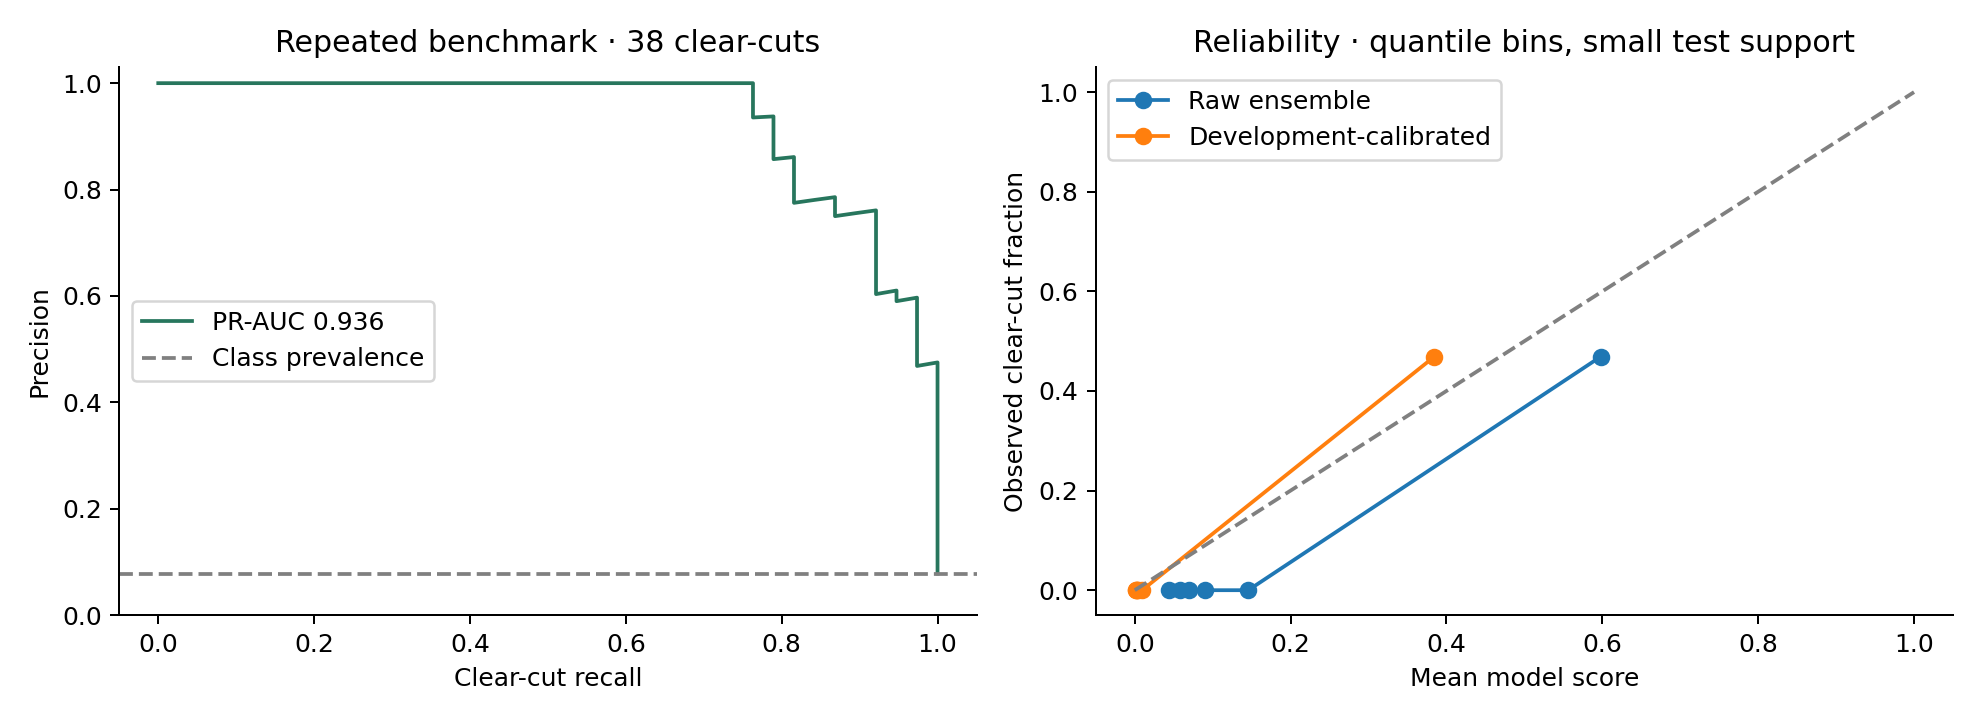 Repeated benchmark · 38 clear-cuts
1.0
0.8
0.6
0.4
0.2
0.0
Precision
PR-AUC 0.936
Class prevalence
0.0 0.2 0.4 0.6 0.8 1.0
Clear-cut recall
Reliability · quantile bins, small test support
1.0
0.8
0.6
0.4
0.2
0.0
Observed clear-cut fraction
Raw ensemble
Development-calibrated
0.0 0.2 0.4 0.6 0.8 1.0
Mean model score